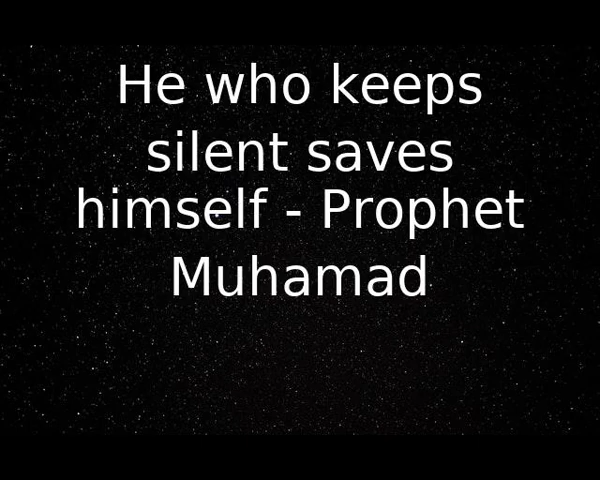 He who keeps
silent saves
himself - Prophet
Muhamad